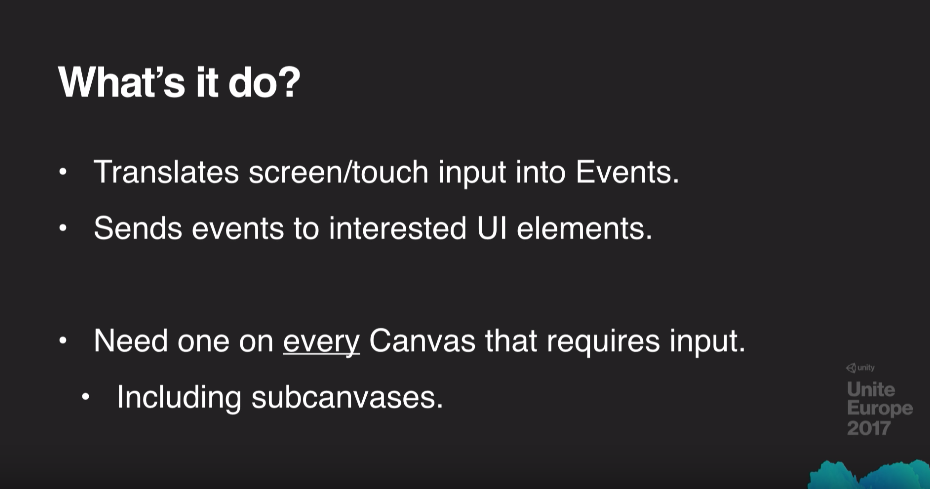 What's it do?
• Translates screen/touch input into Events.
• Sends events to interested UI elements.
• Need one on every Canvas that requires input.
• Including subcanvases.
unity
Unite
Europe
2017